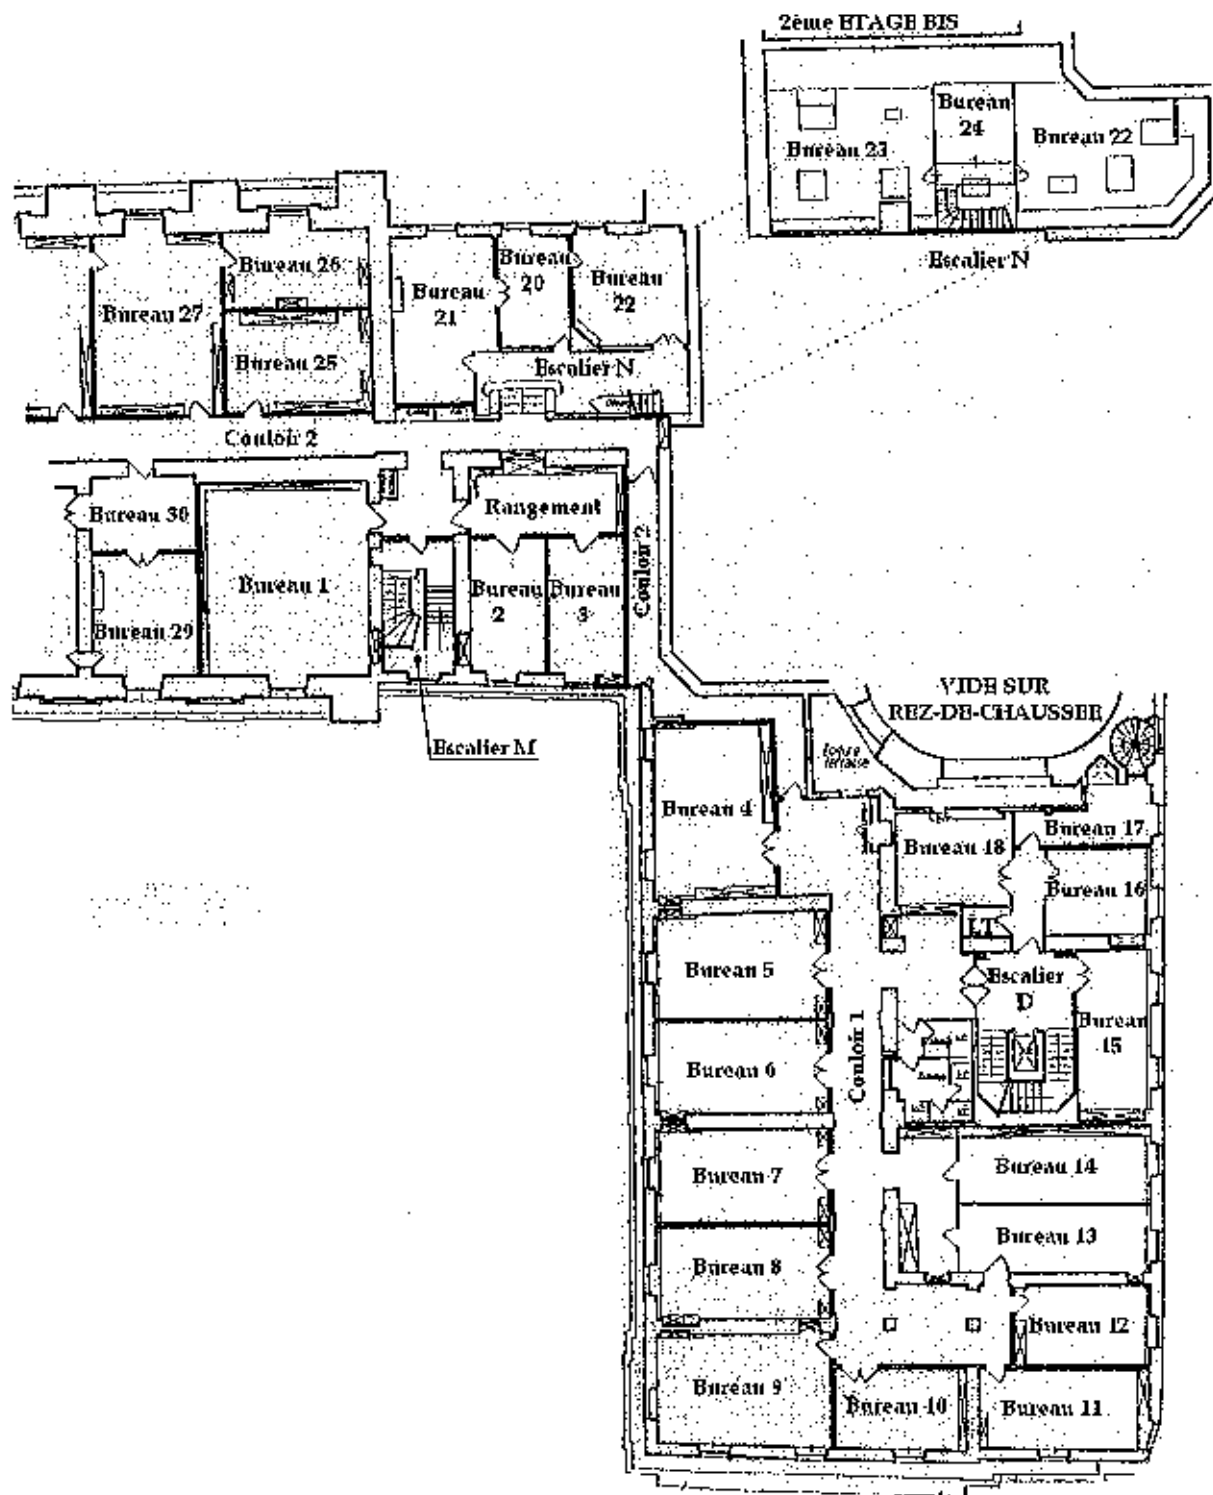 2ème ETAGE BIS
Bureau
24
Bureau 23
Bureau 22
Escalier N
Bureau 26
Bureau
20
Bureau
22
Bureau
21
Bureau 27
Bureau 25
Escalier N
Couloir 2
Bureau 30
Rangement
Couloir 2
Bureau 1
Bureau
2
Bureau
3
Bureau 29
Escalier M
VIDE SUR
REZ-DE-CHAUSSEE
terrasse
Bureau 4
Bureau 17
Bureau 18
Bureau 16
LT
Bureau 5
Escalier
D
Bureau
15
Couloir 1
Bureau 6
Bureau 14
Bureau 7
Bureau 13
Bureau 8
Bureau 12
Bureau 9
Bureau 10
Bureau 11